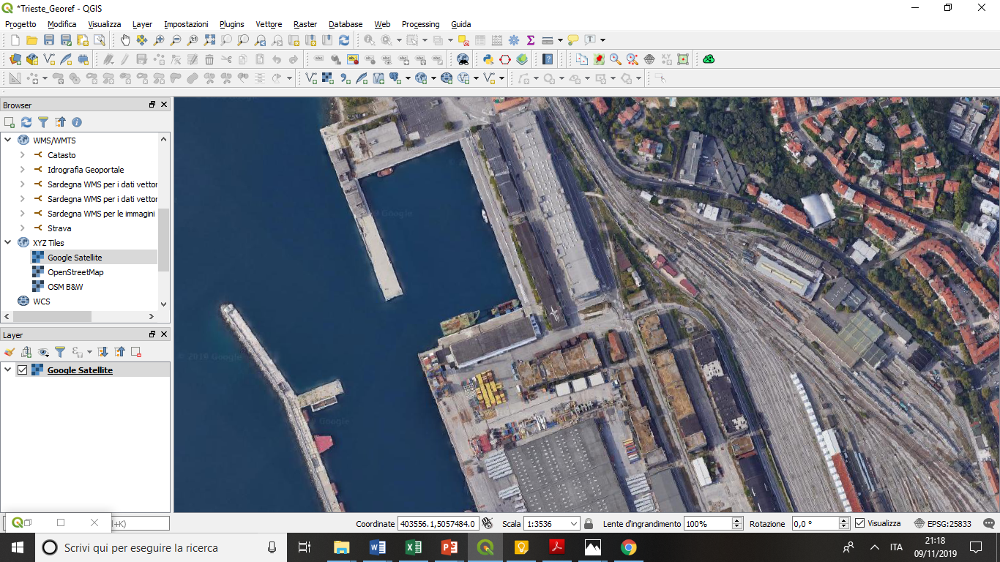 *Trieste_Georef - QGIS
Progetto Modifica Visualizza Layer Impostazioni Plugins Vettore Raster Database Web Processing Guida
Browser
WMS/WMTS
Catasto
Idrografia Geoportale
Sardegna WMS per i dati vettor
Sardegna WMS per i dati vettor
Sardegna WMS per le immagini
Strava
XYZ Tiles
Google Satellite
OpenStreetMap
OSM B&W
WCS
Layer
Google Satellite
Google
© 2019 Google
Google
+K)
Coordinate 403556.1,5057484.0 Scala 1:3536 Lente d'ingrandimento 100% Rotazione 0,0 ° Visualizza EPSG:25833
Scrivi qui per eseguire la ricerca
ITA
21:18
09/11/2019